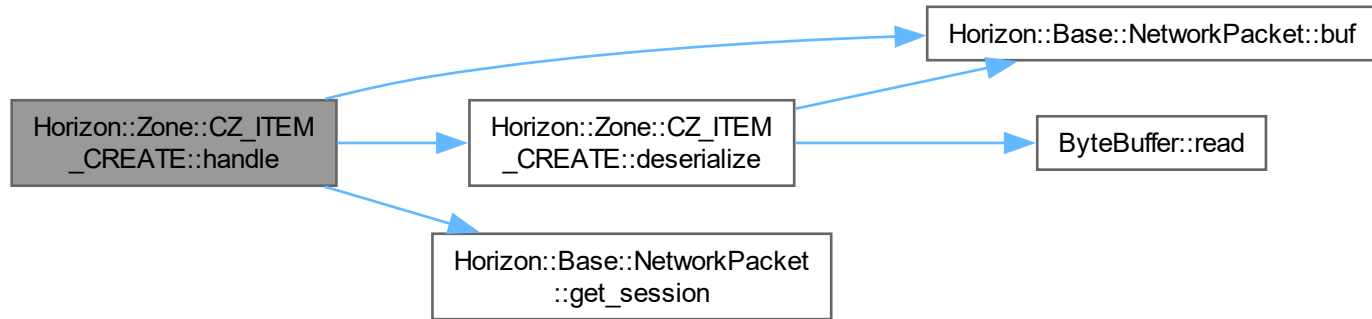 Horizon::Zone::CZ_ITEM
_CREATE::handle
Horizon::Base::NetworkPacket::buf
Horizon::Zone::CZ_ITEM
_CREATE::deserialize
ByteBuffer::read
Horizon::Base::NetworkPacket
::get_session